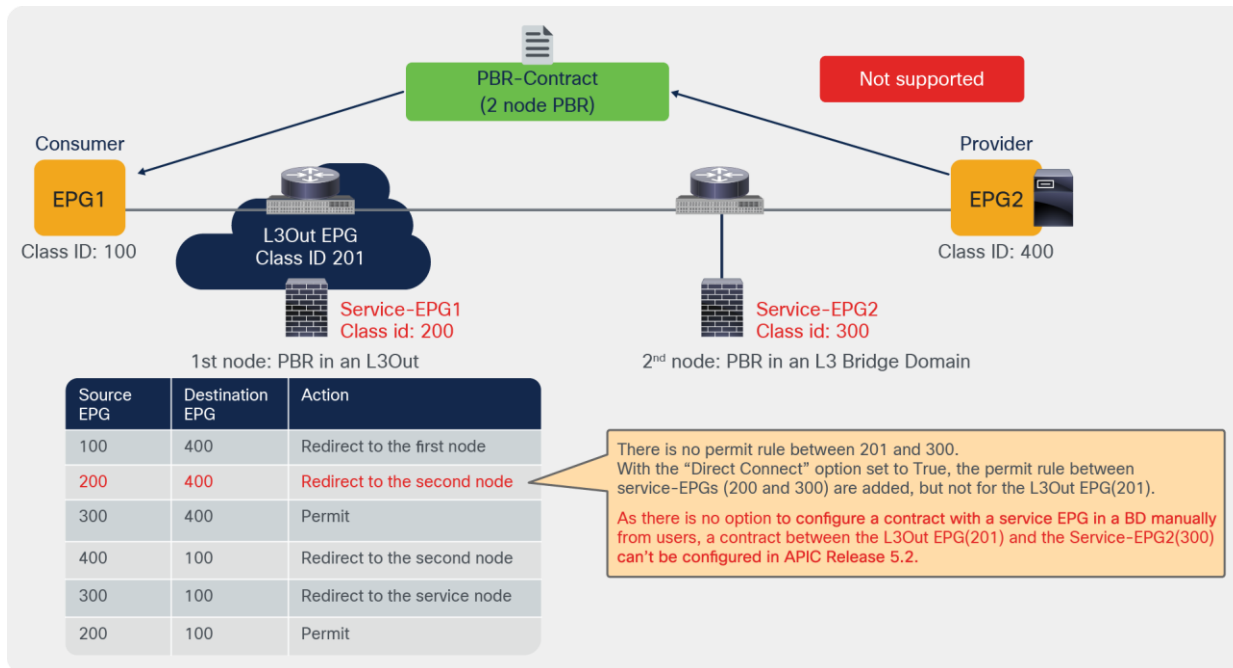 PBR-Contract
(2 node PBR)
Not supported
Consumer
Provider
EPG1
EPG2
L3Out EPG
Class ID 201
Class ID: 100
Class ID: 400
Service-EPG1
Class id: 200
Service-EPG2
Class id: 300
1st node: PBR in an L3Out
2nd node: PBR in an L3 Bridge Domain
Source EPG Destination EPG Action
100 400 Redirect to the first node
200 400 Redirect to the second node
300 400 Permit
400 100 Redirect to the second node
300 100 Redirect to the service node
200 100 Permit
There is no permit rule between 201 and 300.
With the “Direct Connect” option set to True, the permit rule between
service-EPGs (200 and 300) are added, but not for the L3Out EPG(201).
As there is no option to configure a contract with a service EPG in a BD manually
from users, a contract between the L3Out EPG(201) and the Service-EPG2(300)
can’t be configured in APIC Release 5.2.